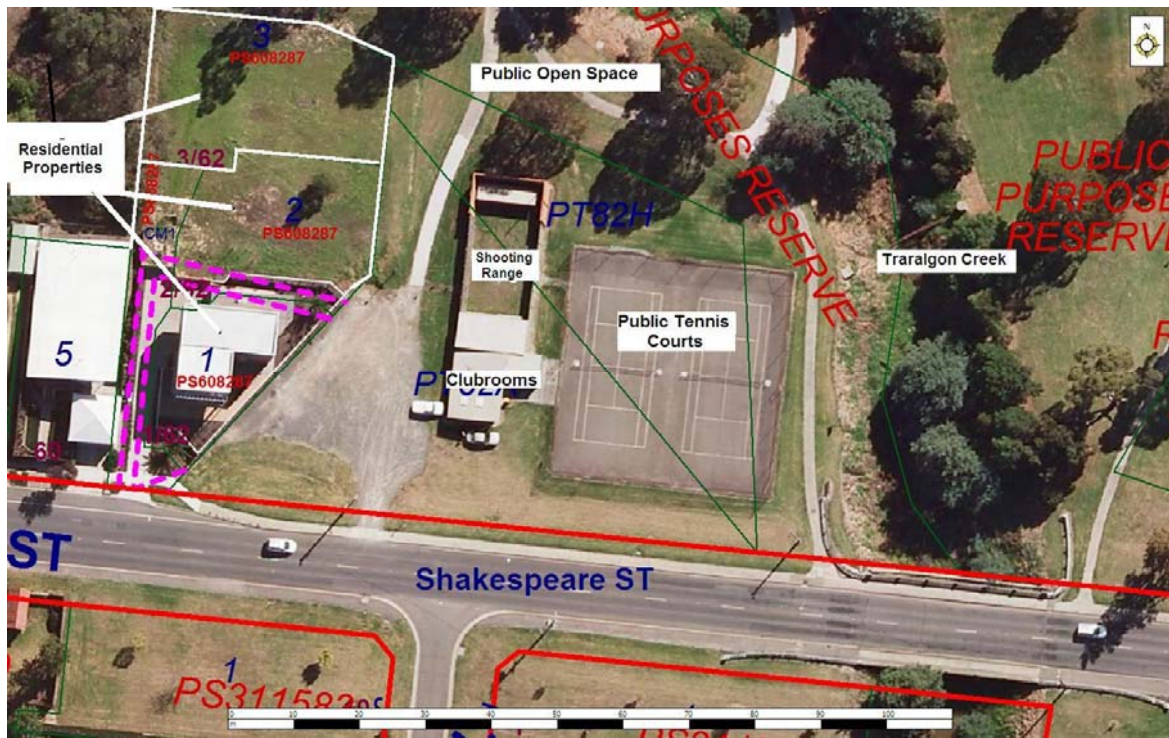 3
PS608287
N
Public Open Space
PURPOSES RESERVE
Residential
Properties
3/62
PUBLIC
PURPOSE
RESERVE
2
PS608287
CM1
PT82H
Shooting
Range
Traralgon Creek
Public Tennis
Courts
5
1
PS608287
Clubrooms
60
ST
Shakespeare ST
1
PS311582
0
10
20
30
40
50
60
70
80
90
100